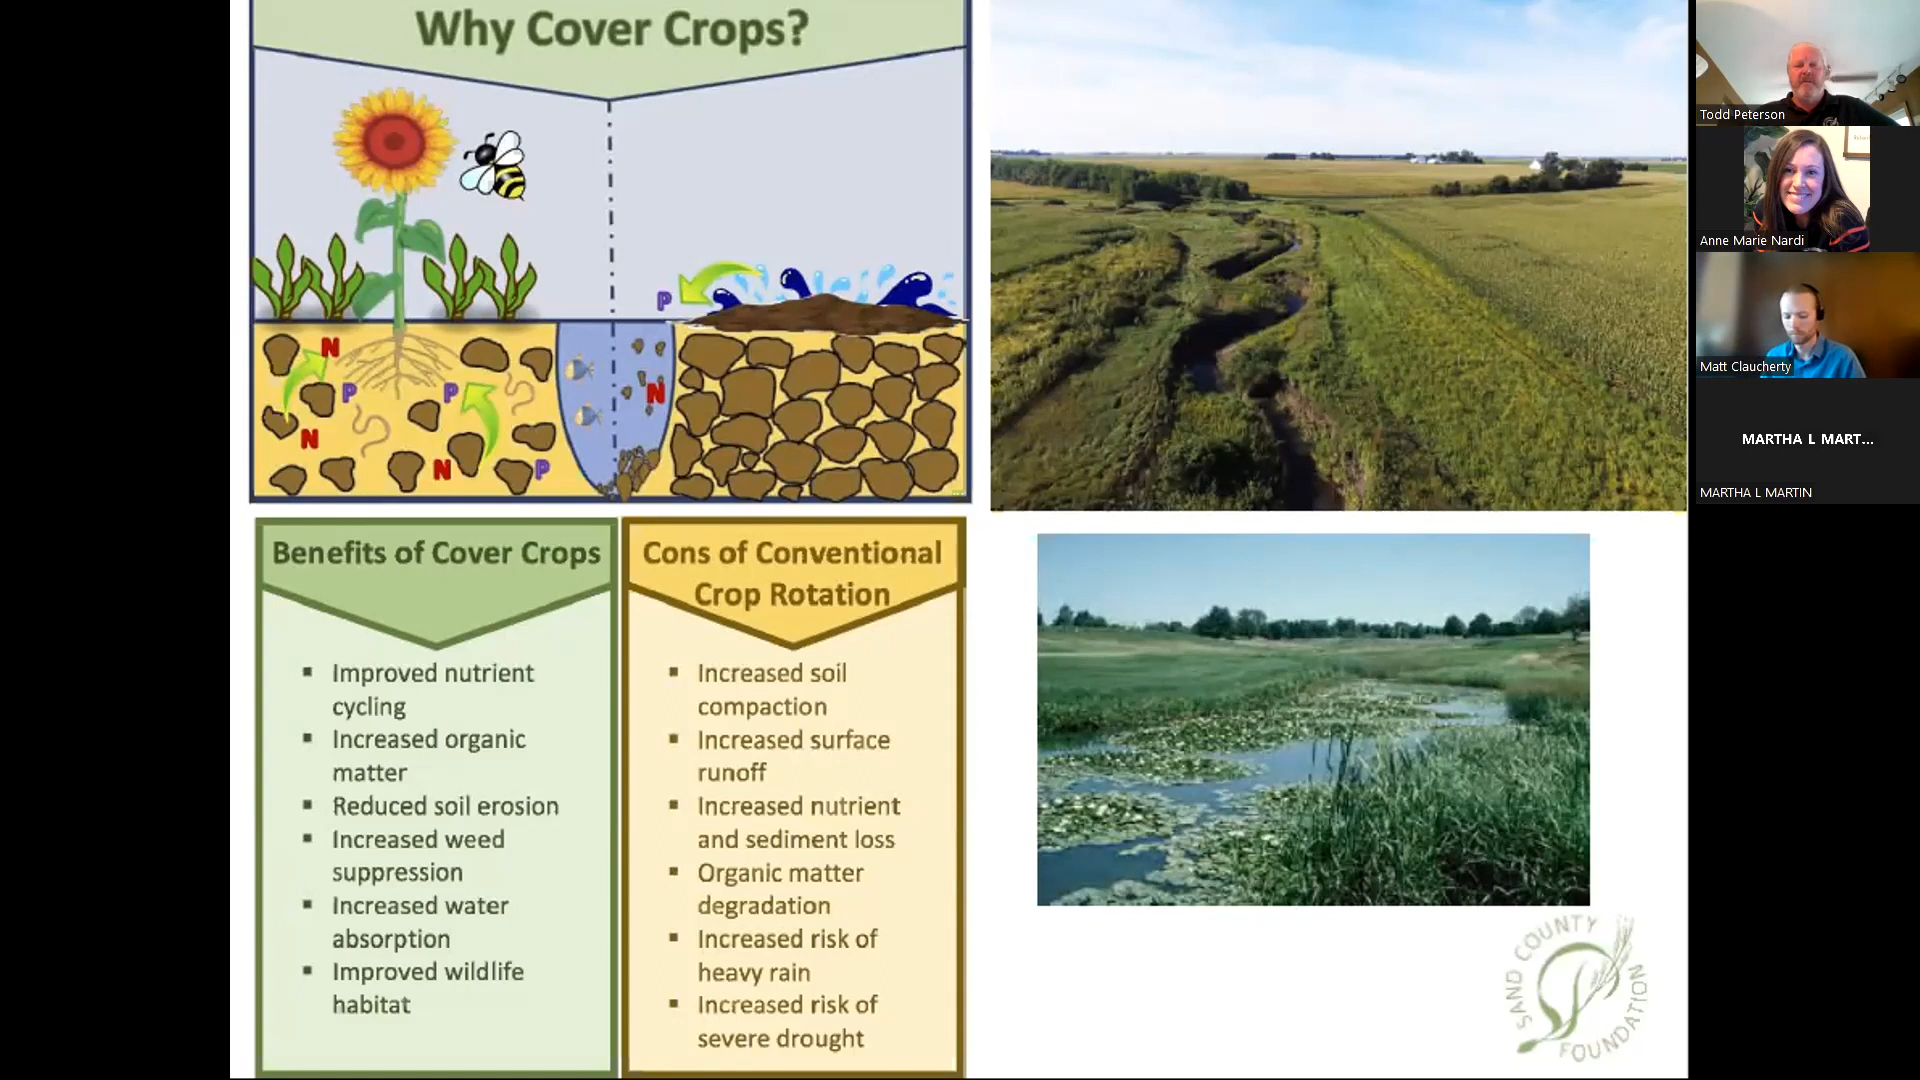 Why Cover Crops?
P
N
N
P
P
N
N
P
Benefits of Cover Crops
▪ Improved nutrient
cycling
▪ Increased organic
matter
▪ Reduced soil erosion
▪ Increased weed
suppression
▪ Increased water
absorption
▪ Improved wildlife
habitat
Cons of Conventional
Crop Rotation
▪ Increased soil
compaction
▪ Increased surface
runoff
▪ Increased nutrient
and sediment loss
▪ Organic matter
degradation
▪ Increased risk of
heavy rain
▪ Increased risk of
severe drought
SAND COUNTY
FOUNDATION
Todd Peterson
Anne Marie Nardi
Matt Claucherty
MARTHA L MART...
MARTHA L MARTIN